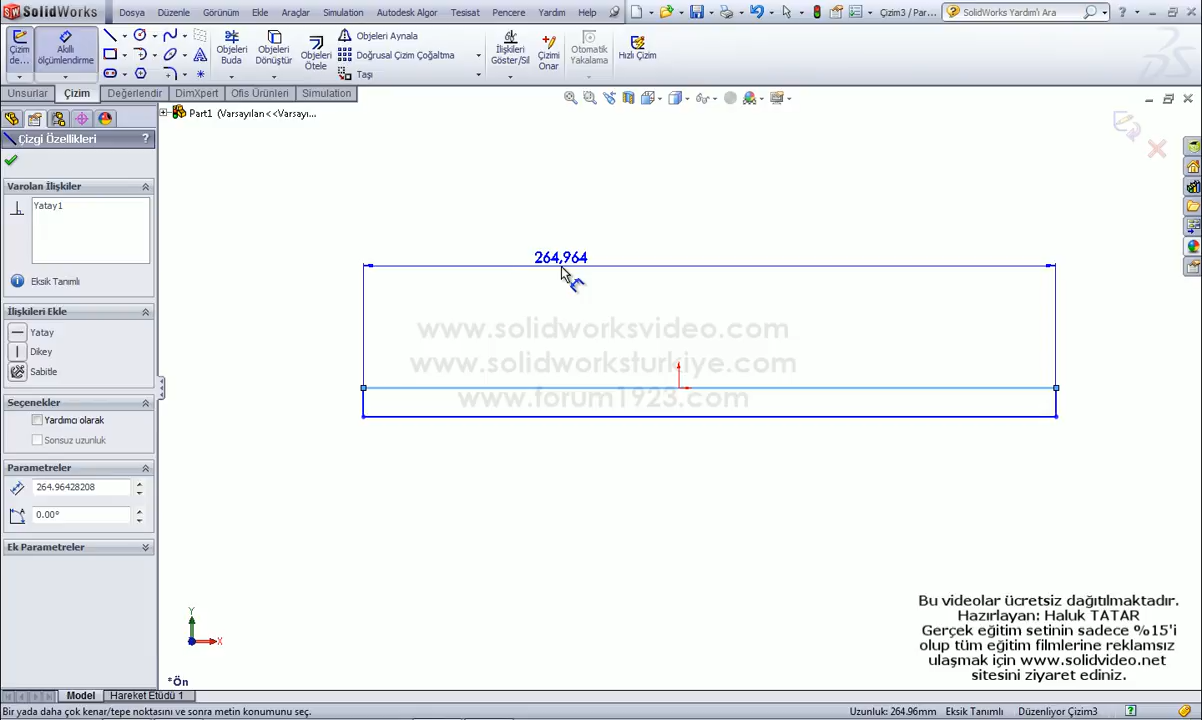 SolidWorks
Dosya Düzenle Görünüm Ekle Araçlar Simulation Autodesk Algor Tesisat Pencere Yardım Help
Çizim3 / Par...
SolidWorks Yardım'ı Ara
Çizim de...
Akıllı ölçümlendirme
Objeleri Buda
Objeleri Dönüştür
Objeleri Ötele
Objeleri Aynala
Doğrusal Çizim Çoğaltma
Taşı
İlişkileri Göster/Sil
Çizimi Onar
Otomatik Yakalama
Hızlı Çizim
Unsurlar Çizim Değerlendir DimXpert Ofis Ürünleri Simulation
Part1 (Varsayılan<<Varsayı...
Çizgi Özellikleri ?
Varolan İlişkiler
Yatay1
Eksik Tanımlı
İlişkileri Ekle
Yatay
Dikey
Sabitle
Seçenekler
Yardımcı olarak
Sonsuz uzunluk
Parametreler
264.96428208
0.00°
Ek Parametreler
264,964
www.solidworksvideo.com
www.solidworksturkiye.com
www.forum1923.com
Y
X
*Ön
Bu videolar ücretsiz dağıtılmaktadır.
Hazırlayan: Haluk TATAR
Gerçek eğitim setinin sadece %15'i
olup tüm eğitim filmlerine reklamsız
ulaşmak için www.solidvideo.net
sitesini ziyaret ediniz.
Model Hareket Etüdü 1
Bir yada daha çok kenar/tepe noktasını ve sonra metin konumunu seç.
Uzunluk: 264.96mm Eksik Tanımlı Düzenliyor Çizim3